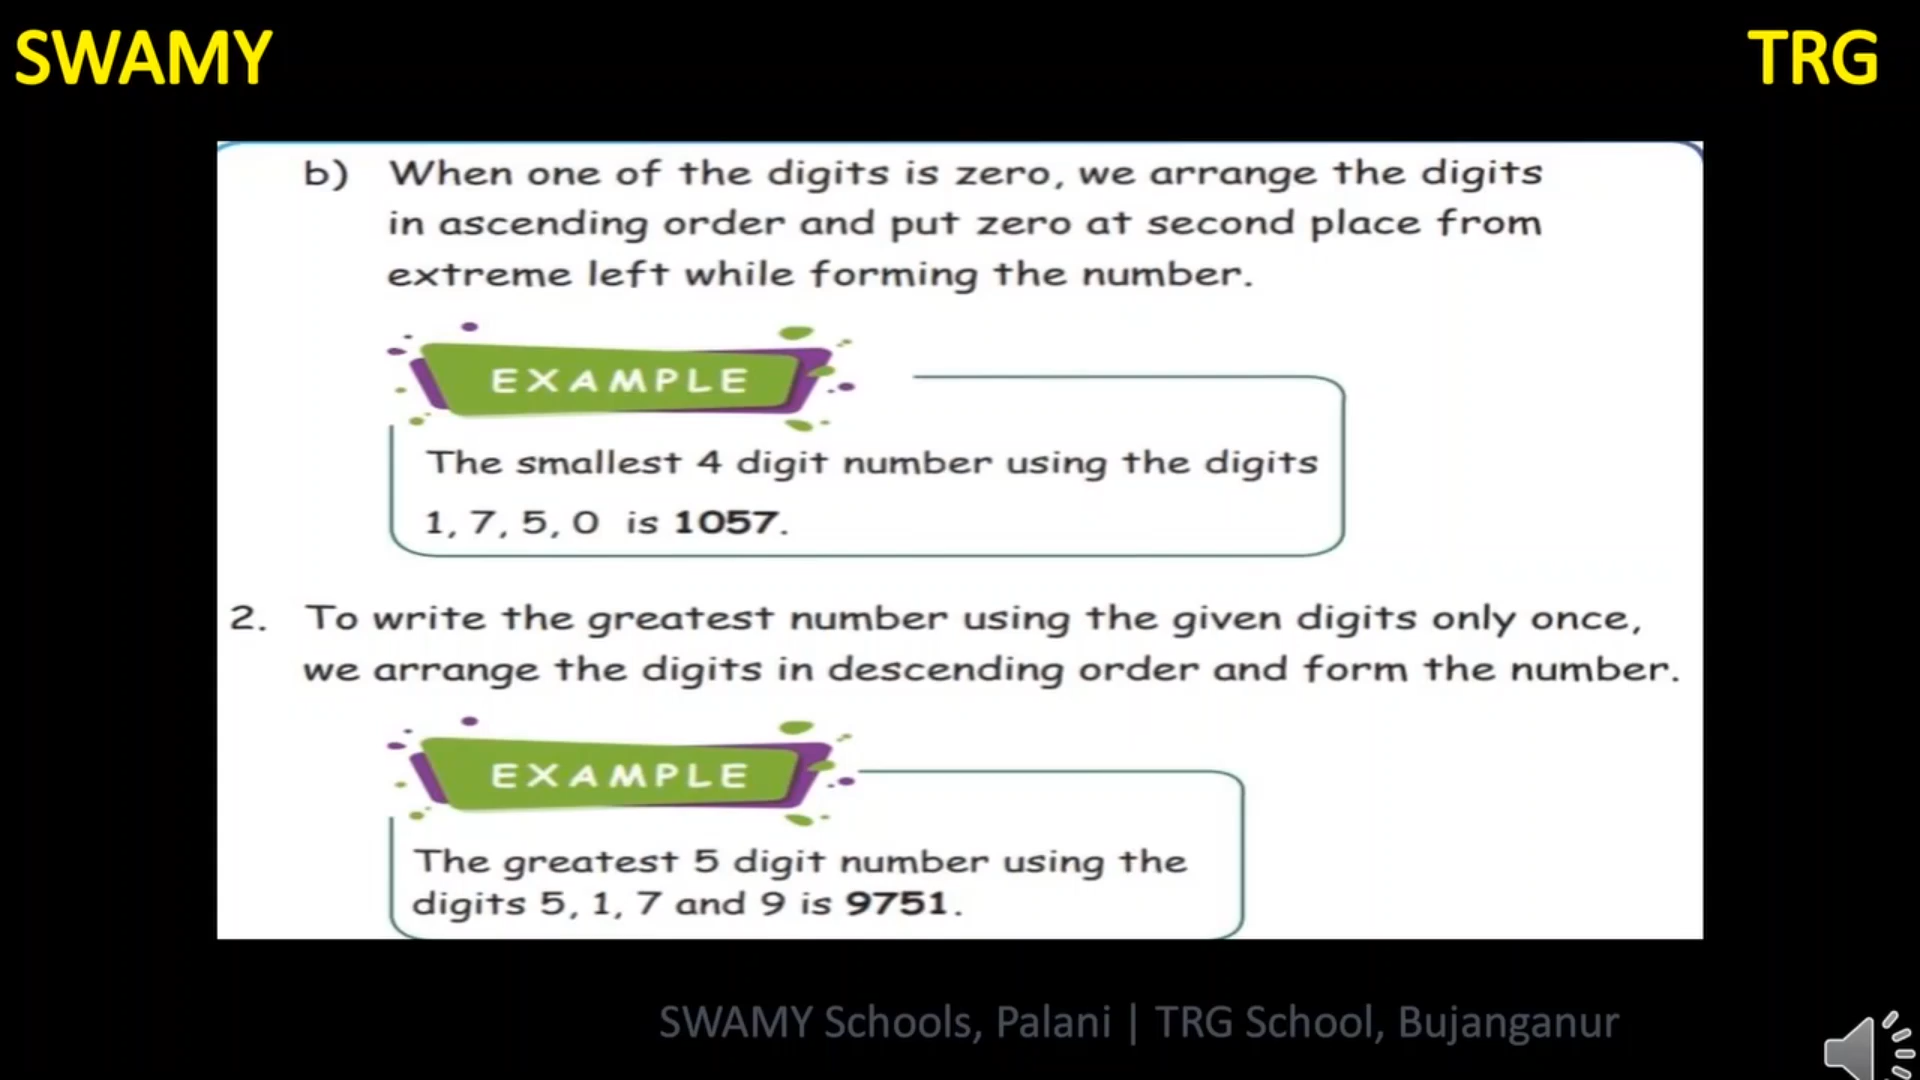 SWAMY
TRG
b) When one of the digits is zero, we arrange the digits
in ascending order and put zero at second place from
extreme left while forming the number.
EXAMPLE
The smallest 4 digit number using the digits
1, 7, 5, 0 is 1057.
2. To write the greatest number using the given digits only once,
we arrange the digits in descending order and form the number.
EXAMPLE
The greatest 5 digit number using the
digits 5, 1, 7 and 9 is 9751.
SWAMY Schools, Palani | TRG School, Bujanganur